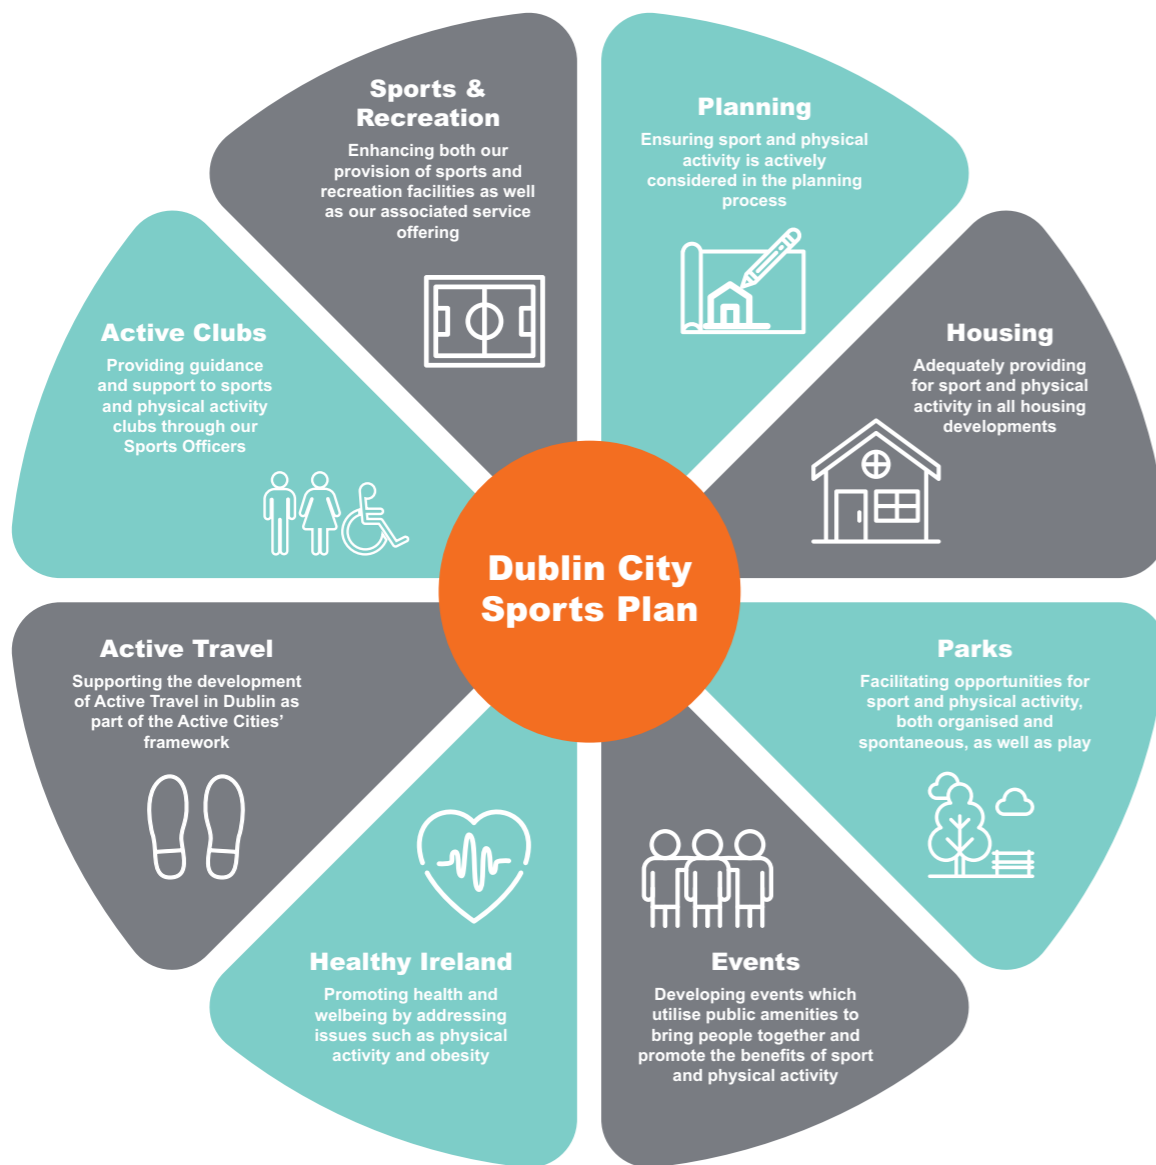 Sports &
Recreation
Enhancing both our
provision of sports and
recreation facilities as well
as our associated service
offering
Planning
Ensuring sport and physical
activity is actively
considered in the planning
process
Housing
Adequately providing
for sport and physical
activity in all housing
developments
Parks
Facilitating opportunities for
sport and physical activity,
both organised and
spontaneous, as well as play
Events
Developing events which
utilise public amenities to
bring people together and
promote the benefits of sport
and physical activity
Healthy Ireland
Promoting health and
wellbeing by addressing
issues such as physical
activity and obesity
Active Travel
Supporting the development
of Active Travel in Dublin as
part of the Active Cities’
framework
Active Clubs
Providing guidance
and support to sports
and physical activity
clubs through our
Sports Officers
Dublin City
Sports Plan